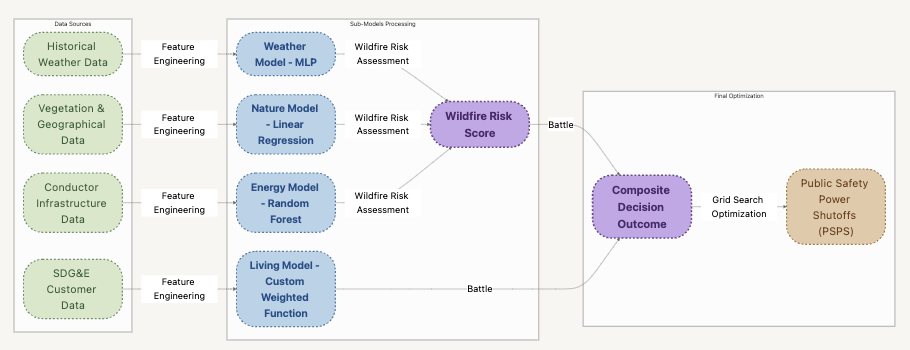 Data Sources
Sub-Models Processing
Historical
Weather Data
Feature
Engineering
Weather
Model - MLP
Wildfire Risk
Assessment
Vegetation &
Geographical
Data
Feature
Engineering
Nature Model
- Linear
Regression
Wildfire Risk
Assessment
Wildfire Risk
Score
Conductor
Infrastructure
Data
Feature
Engineering
Energy Model
- Random
Forest
Wildfire Risk
Assessment
SDG&E
Customer
Data
Feature
Engineering
Living Model -
Custom
Weighted
Function
Battle
Battle
Final Optimization
Composite
Decision
Outcome
Grid Search
Optimization
Public Safety
Power
Shutoffs
(PSPS)